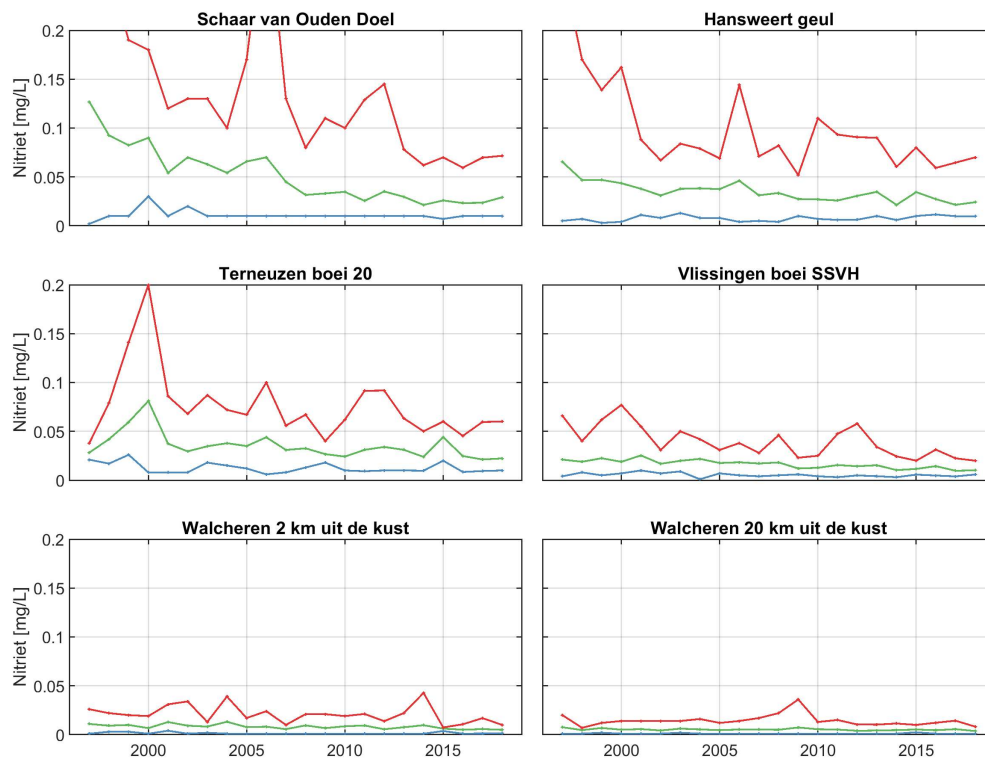 Schaar van Ouden Doel
Hansweert geul
0.2
0.15
0.1
0.05
0
Nitriet [mg/L]
Terneuzen boei 20
Vlissingen boei SSVH
0.2
0.15
0.1
0.05
0
Nitriet [mg/L]
Walcheren 2 km uit de kust
Walcheren 20 km uit de kust
0.2
0.15
0.1
0.05
0
Nitriet [mg/L]
2000 2005 2010 2015
2000 2005 2010 2015